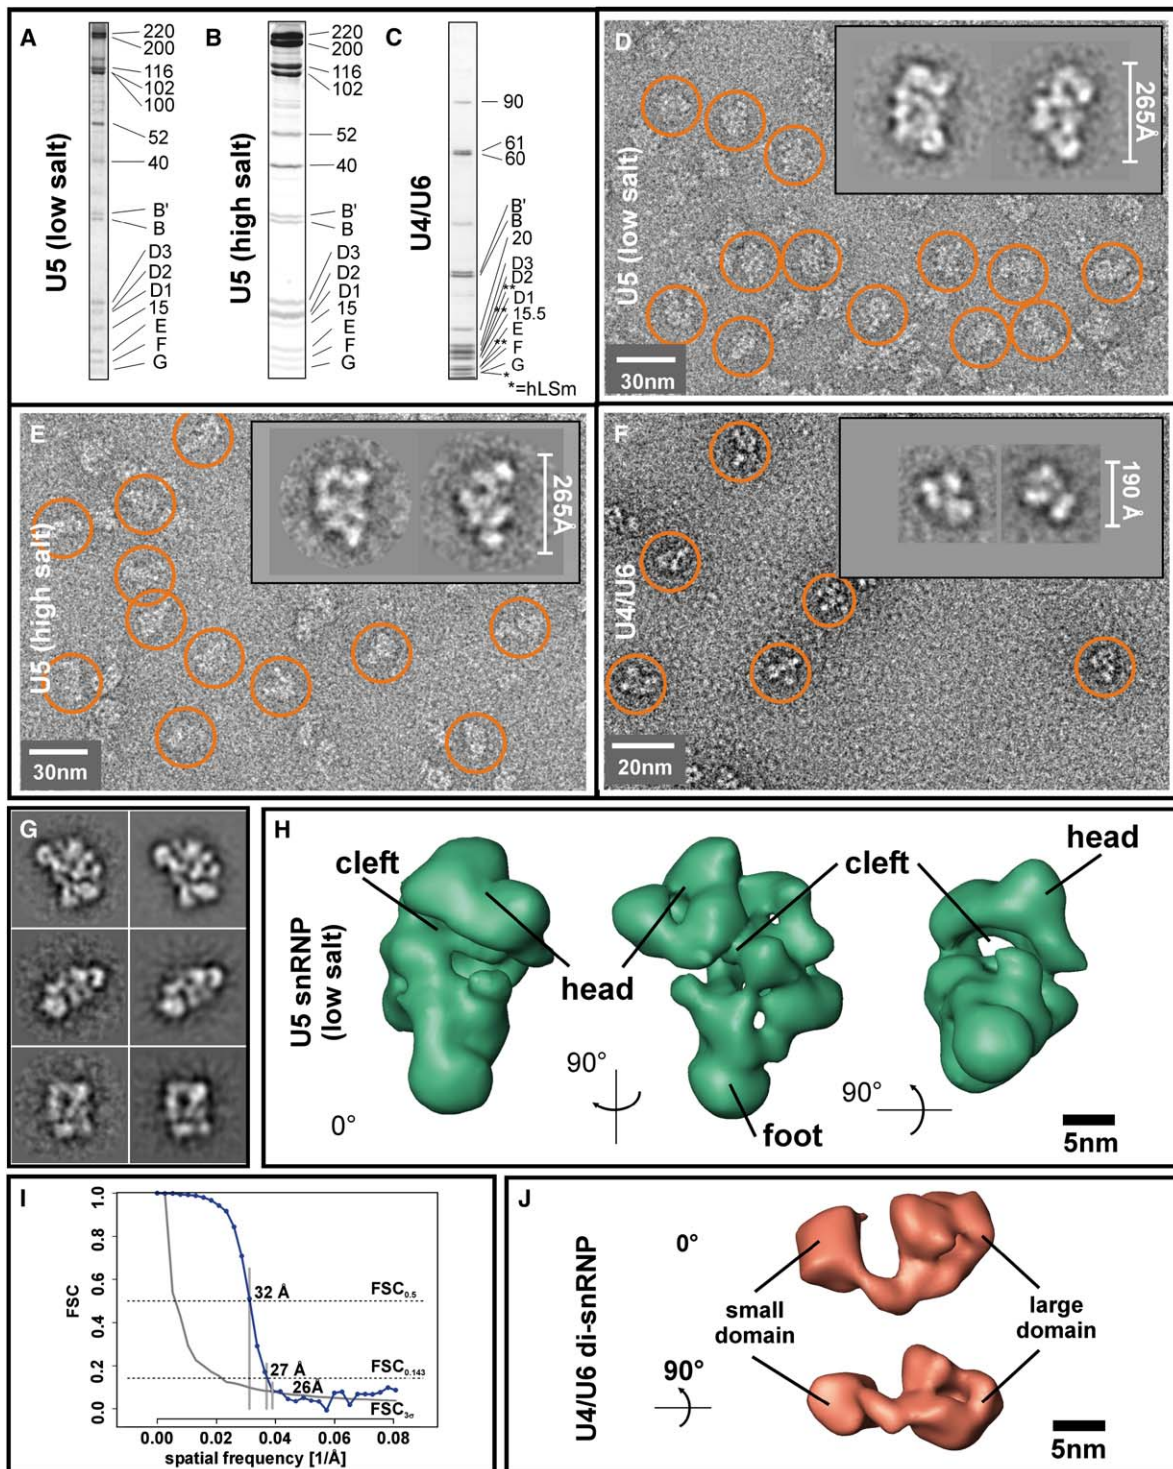 A
U5 (low salt)
220
200
116
102
100
52
40
B'
B
D3
D2
D1
15
E
F
G
B
U5 (high salt)
220
200
116
102
52
40
B'
B
D3
D2
D1
15
E
F
G
C
U4/U6
90
61
60
B'
B
20
D3
D2
**
D1
** 15.5
E
** F
G
*
*=hLSm
D
U5 (low salt)
265Å
30nm
E
U5 (high salt)
265Å
30nm
F
U4/U6
190 Å
20nm
G
H
U5 snRNP
(low salt)
cleft
head
cleft
head
foot
0°
90°
90°
5nm
I
FSC
1.0
0.8
0.6
0.4
0.2
0.0
32 Å
FSC0.5
27 Å
FSC0.143
26Å
FSC3σ
0.00 0.02 0.04 0.06 0.08
spatial frequency [1/Å]
J
U4/U6 di-snRNP
0°
small
domain
large
domain
90°
5nm